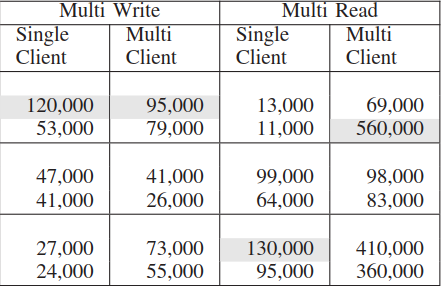 Multi Write Multi Read
Single Multi Single Multi
Client Client Client Client
120,000 95,000 13,000 69,000
53,000 79,000 11,000 560,000
47,000 41,000 99,000 98,000
41,000 26,000 64,000 83,000
27,000 73,000 130,000 410,000
24,000 55,000 95,000 360,000